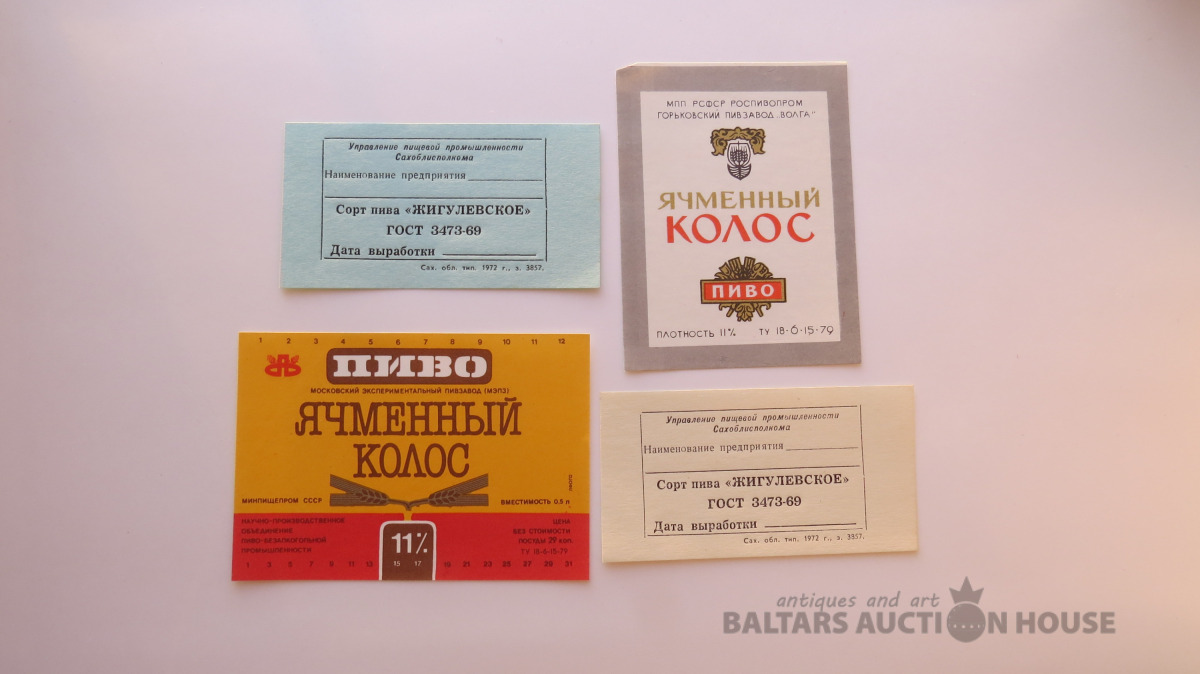 Управление пищевой промышленности
Сахоблисполкома
Наименование предприятия
Сорт пива «ЖИГУЛЕВСКОЕ»
ГОСТ 3473-69
Дата выработки
Сах. обл. тип. 1972 г., з. 3857.
МПП РСФСР РОСПИВОПРОМ
ГОРЬКОВСКИЙ ПИВЗАВОД „ВОЛГА"
ЯЧМЕННЫЙ
КОЛОС
ПИВО
ПЛОТНОСТЬ 11% ТУ 18-6-15-79
1 2 3 4 5 6 7 8 9 10 11 12
ПИВО
МОСКОВСКИЙ ЭКСПЕРИМЕНТАЛЬНЫЙ ПИВЗАВОД (МЭПЗ)
ЯЧМЕННЫЙ
КОЛОС
МИНПИЩЕПРОМ СССР
ВМЕСТИМОСТЬ 0.5 л
НАУЧНО-ПРОИЗВОДСТВЕННОЕ
ОБЪЕДИНЕНИЕ
ПИВО-БЕЗАЛКОГОЛЬНОЙ
ПРОМЫШЛЕННОСТИ
11%
ЦЕНА
БЕЗ СТОИМОСТИ
ПОСУДЫ 29 коп.
ТУ 18-6-15-79
1 3 5 7 9 11 13 15 17 19 21 23 25 27 29 31
Управление пищевой промышленности
Сахоблисполкома
Наименование предприятия
Сорт пива «ЖИГУЛЕВСКОЕ»
ГОСТ 3473-69
Дата выработки
Сах. обл. тип. 1972 г., з. 3857.
antiques and art
BALTARS AUCTION HOUSE